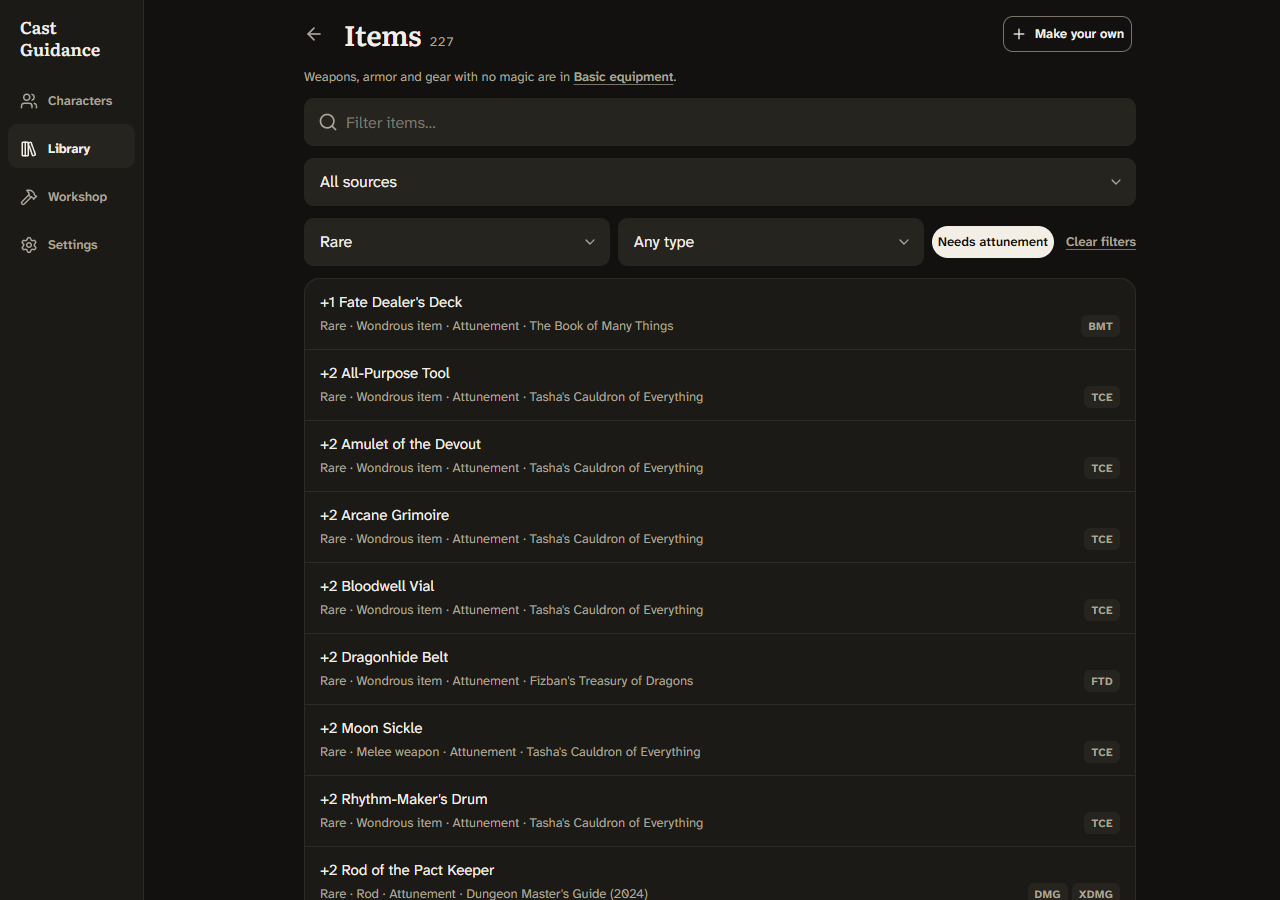 Cast
Guidance
Characters
Library
Workshop
Settings
Items 227
Make your own
Weapons, armor and gear with no magic are in Basic equipment.
Filter items...
All sources
Rare
Any type
Needs attunement
Clear filters
+1 Fate Dealer's Deck
Rare · Wondrous item · Attunement · The Book of Many Things
BMT
+2 All-Purpose Tool
Rare · Wondrous item · Attunement · Tasha's Cauldron of Everything
TCE
+2 Amulet of the Devout
Rare · Wondrous item · Attunement · Tasha's Cauldron of Everything
TCE
+2 Arcane Grimoire
Rare · Wondrous item · Attunement · Tasha's Cauldron of Everything
TCE
+2 Bloodwell Vial
Rare · Wondrous item · Attunement · Tasha's Cauldron of Everything
TCE
+2 Dragonhide Belt
Rare · Wondrous item · Attunement · Fizban's Treasury of Dragons
FTD
+2 Moon Sickle
Rare · Melee weapon · Attunement · Tasha's Cauldron of Everything
TCE
+2 Rhythm-Maker's Drum
Rare · Wondrous item · Attunement · Tasha's Cauldron of Everything
TCE
+2 Rod of the Pact Keeper
Rare · Rod · Attunement · Dungeon Master's Guide (2024)
DMG XDMG